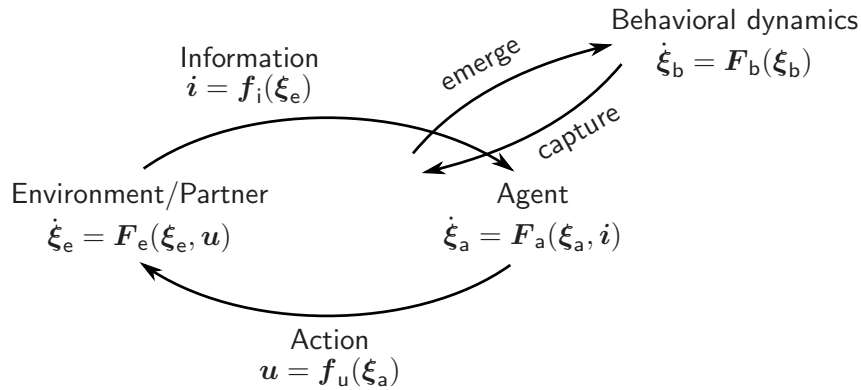 Behavioral dynamics
ξ̇_b = F_b(ξ_b)
Information
i = f_i(ξ_e)
emerge
capture
Environment/Partner
ξ̇_e = F_e(ξ_e, u)
Agent
ξ̇_a = F_a(ξ_a, i)
Action
u = f_u(ξ_a)